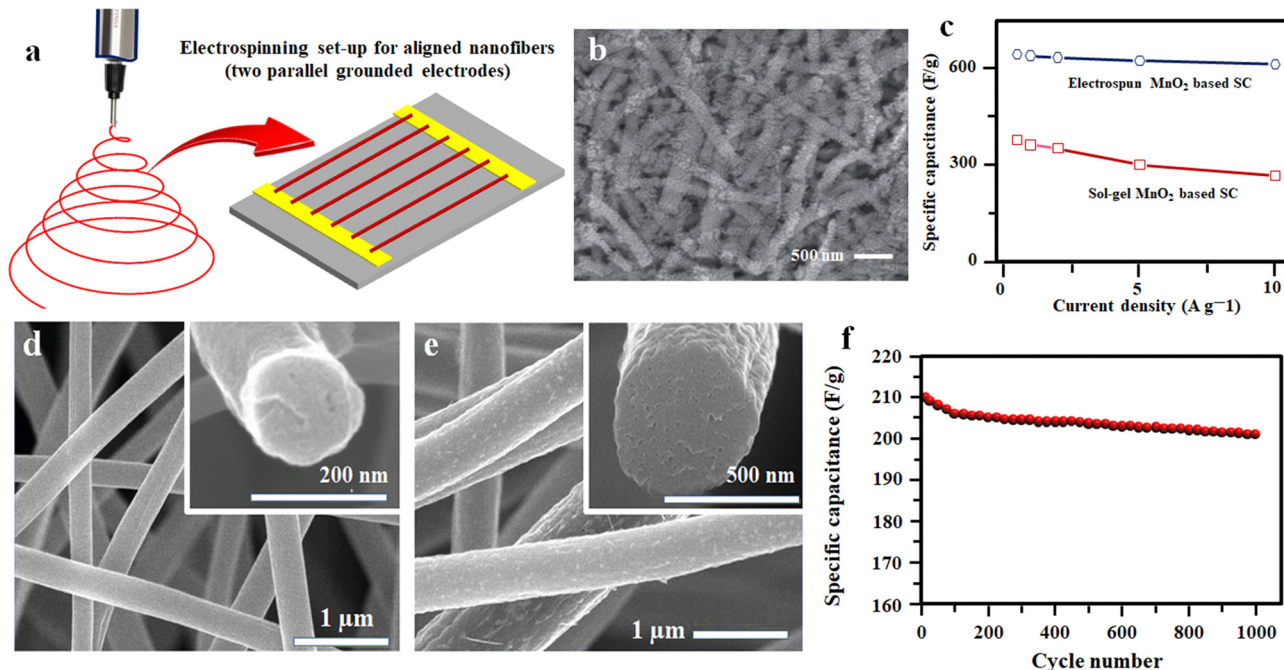 a
Electrospinning set-up for aligned nanofibers
(two parallel grounded electrodes)
b
500 nm
c
Specific capacitance (F/g)
600
300
0
Electrospun MnO₂ based SC
Sol-gel MnO₂ based SC
0
5
10
Current density (A g—1)
d
200 nm
1 μm
e
500 nm
1 μm
f
Specific capacitance (F/g)
220
210
200
190
180
170
160
0
200
400
600
800
1000
Cycle number